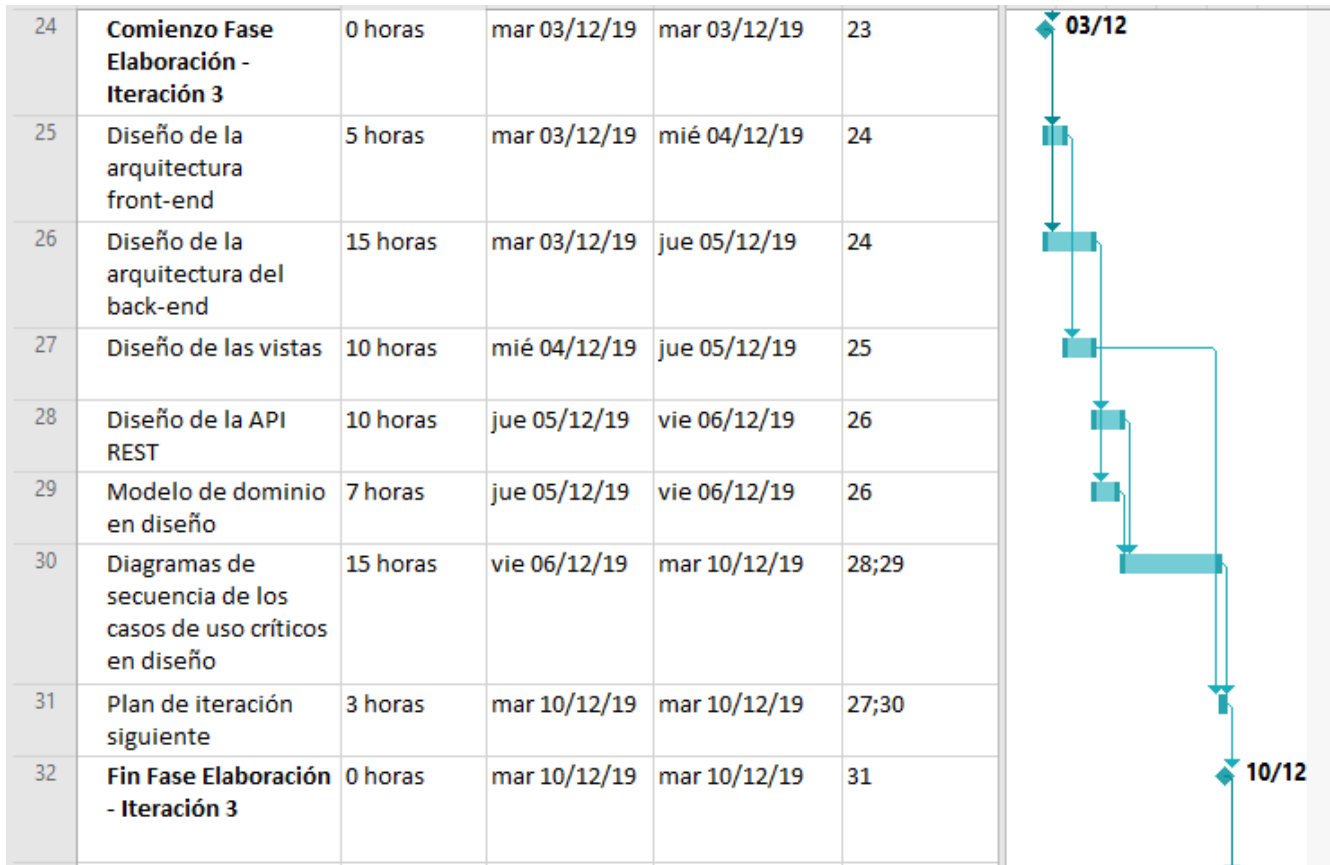 24 Comienzo Fase 0 horas mar 03/12/19 mar 03/12/19 23 03/12
Elaboración -
Iteración 3
25 Diseño de la 5 horas mar 03/12/19 mié 04/12/19 24
arquitectura
front-end
26 Diseño de la 15 horas mar 03/12/19 jue 05/12/19 24
arquitectura del
back-end
27 Diseño de las vistas 10 horas mié 04/12/19 jue 05/12/19 25
28 Diseño de la API 10 horas jue 05/12/19 vie 06/12/19 26
REST
29 Modelo de dominio 7 horas jue 05/12/19 vie 06/12/19 26
en diseño
30 Diagramas de 15 horas vie 06/12/19 mar 10/12/19 28;29
secuencia de los
casos de uso críticos
en diseño
31 Plan de iteración 3 horas mar 10/12/19 mar 10/12/19 27;30
siguiente
32 Fin Fase Elaboración 0 horas mar 10/12/19 mar 10/12/19 31 10/12
- Iteración 3